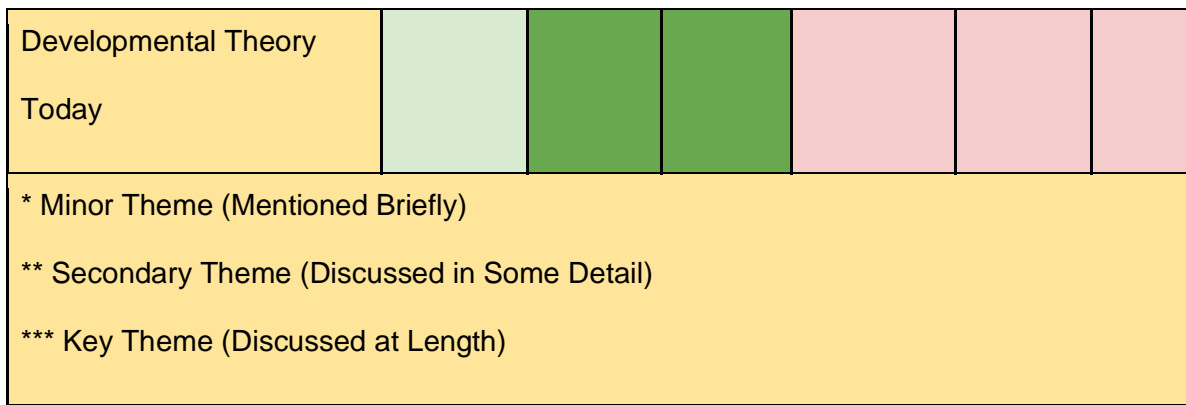 Developmental Theory
Today
* Minor Theme (Mentioned Briefly)
** Secondary Theme (Discussed in Some Detail)
*** Key Theme (Discussed at Length)